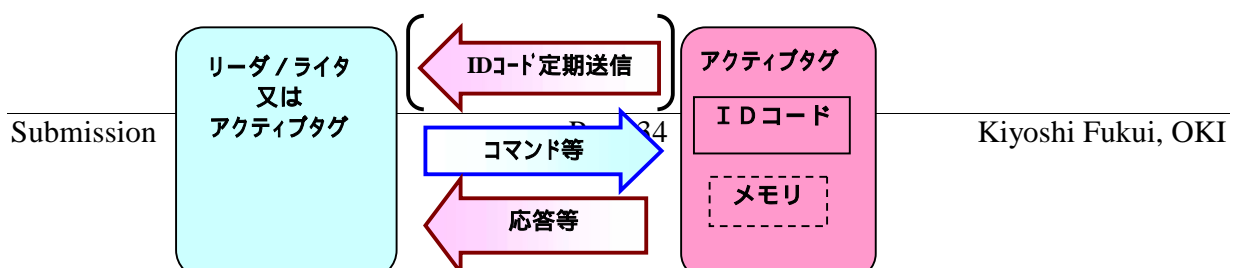 リーダ / ライタ
又は
アクティブタグ
IDコード定期送信
コマンド等
応答等
アクティブタグ
ＩＤコード
メモリ
Submission
34
Kiyoshi Fukui, OKI